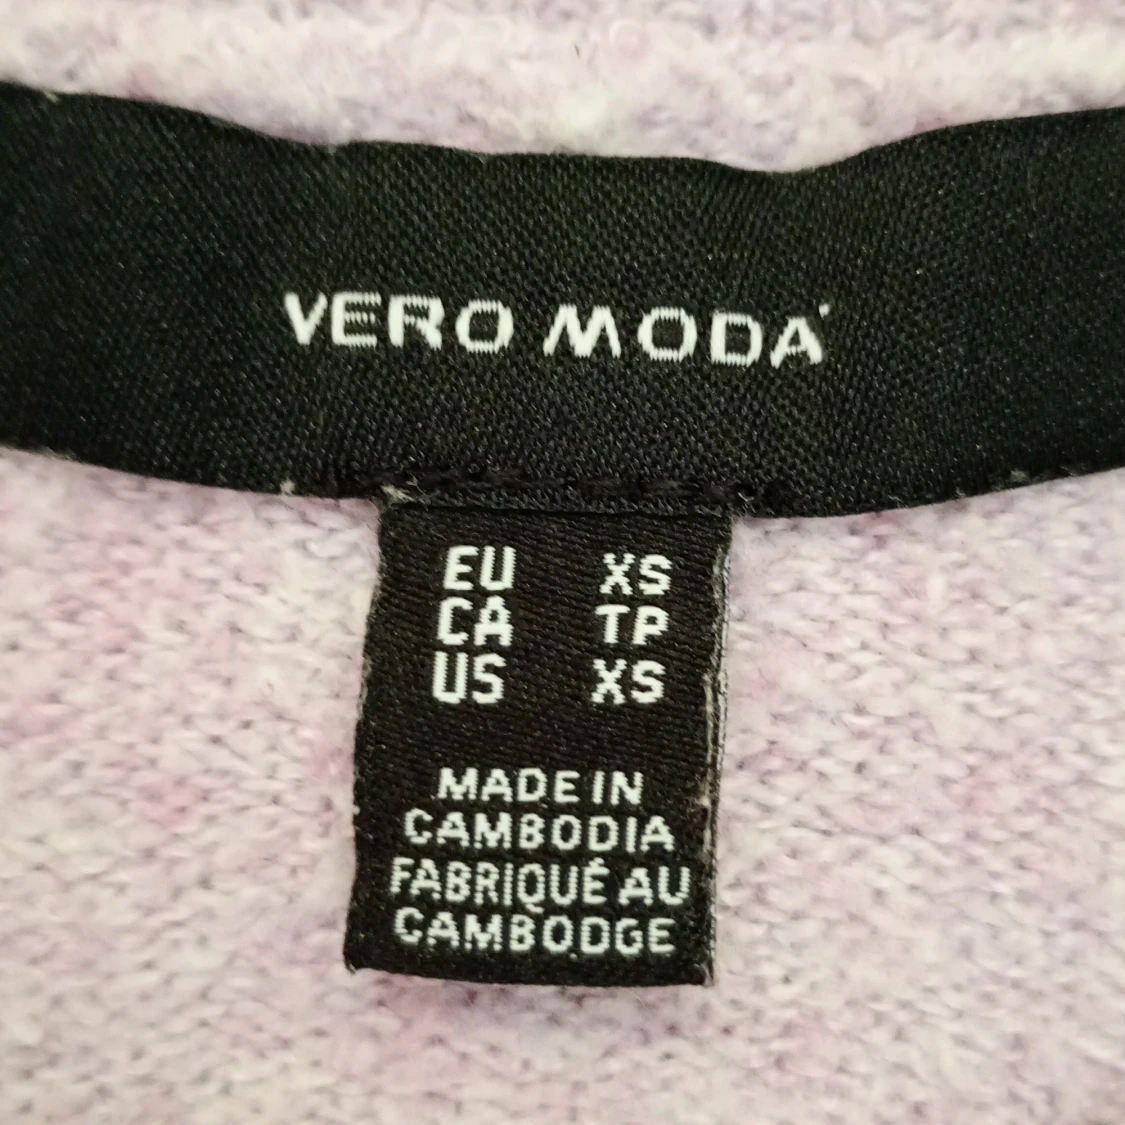 VERO MODA
EU XS
CA TP
US XS
MADE IN
CAMBODIA
FABRIQUÉ AU
CAMBODGE